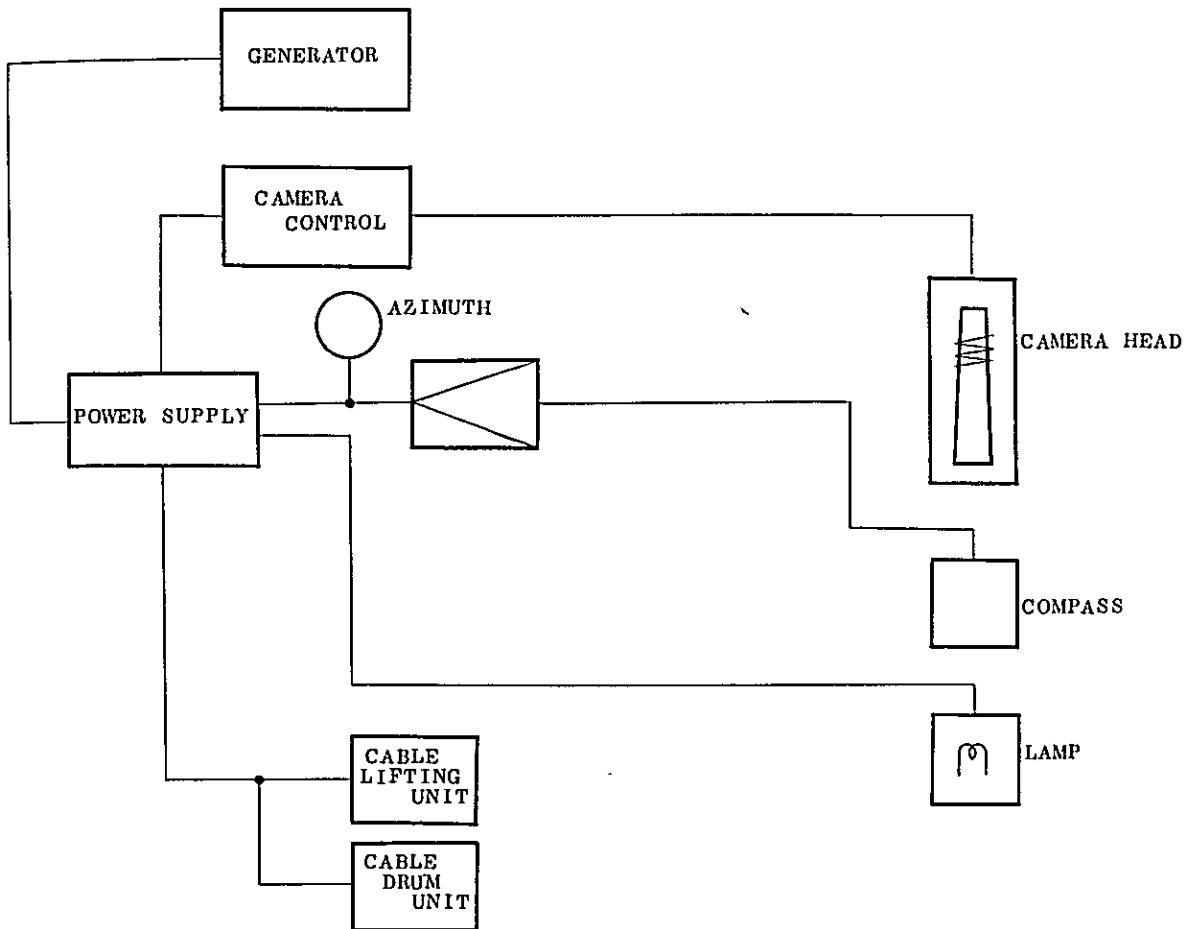 GENERATOR
CAMERA
CONTROL
AZIMUTH
CAMERA HEAD
POWER SUPPLY
COMPASS
LAMP
CABLE
LIFTING
UNIT
CABLE
DRUM
UNIT